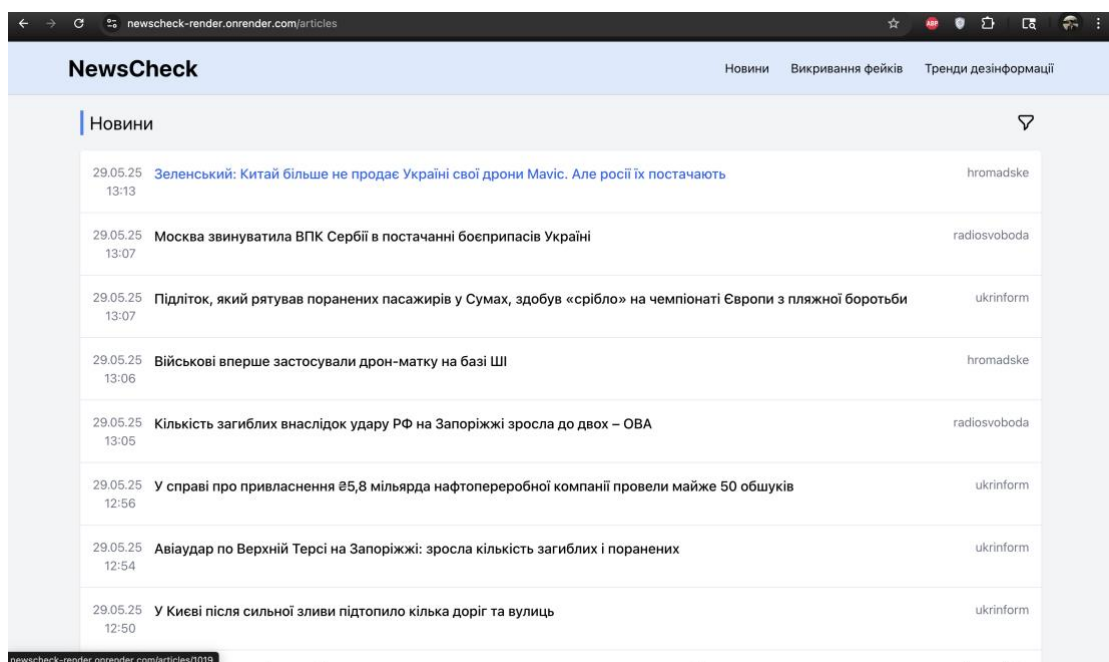 newscheck-render.onrender.com/articles
ABP
NewsCheck
Новини
Викривання фейків
Тренди дезінформації
Новини
29.05.25 Зеленський: Китай більше не продає Україні свої дрони Mavic. Але росії їх постачають hromadske
13:13
29.05.25 Москва звинуватила ВПК Сербії в постачанні боєприпасів Україні radiosvoboda
13:07
29.05.25 Підліток, який рятував поранених пасажирів у Сумах, здобув «срібло» на чемпіонаті Європи з пляжної боротьби ukrinform
13:07
29.05.25 Військові вперше застосували дрон-матку на базі ШІ hromadske
13:06
29.05.25 Кількість загиблих внаслідок удару РФ на Запоріжжі зросла до двох – ОВА radiosvoboda
13:05
29.05.25 У справі про привласнення ₴5,8 мільярда нафтопереробної компанії провели майже 50 обшуків ukrinform
12:56
29.05.25 Авіаудар по Верхній Терсі на Запоріжжі: зросла кількість загиблих і поранених ukrinform
12:54
29.05.25 У Києві після сильної зливи підтопило кілька доріг та вулиць ukrinform
12:50
newscheck-render.onrender.com/articles/1019